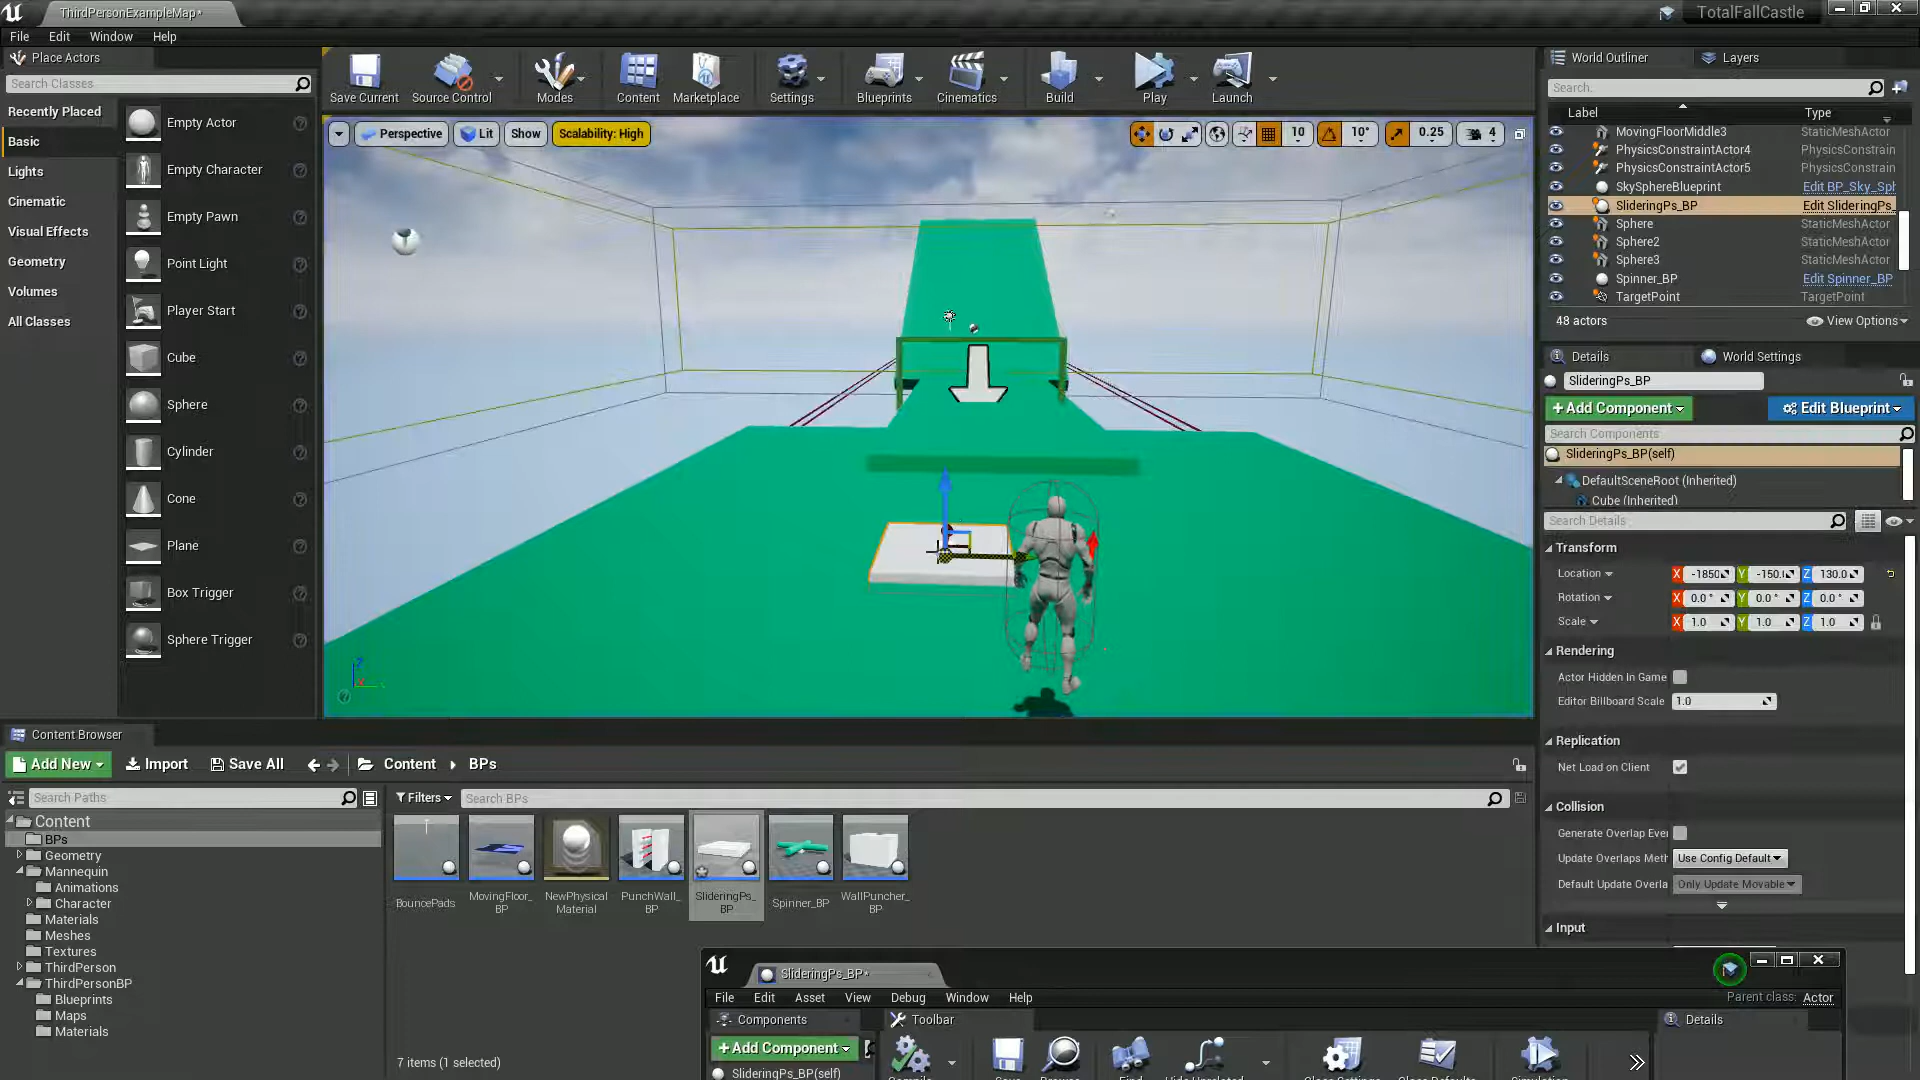 ThirdPersonExampleMap*
TotalFallCastle
File Edit Window Help
Place Actors
Search Classes
Recently Placed
Basic
Lights
Cinematic
Visual Effects
Geometry
Volumes
All Classes
Empty Actor
Empty Character
Empty Pawn
Point Light
Player Start
Cube
Sphere
Cylinder
Cone
Plane
Box Trigger
Sphere Trigger
Save Current
Source Control
Modes
Content
Marketplace
Settings
Blueprints
Cinematics
Build
Play
Launch
Perspective Lit Show Scalability: High
10 10° 0.25 4
World Outliner Layers
Search.
Label Type
MovingFloorMiddle3 StaticMeshActor
PhysicsConstraintActor4 PhysicsConstrain
PhysicsConstraintActor5 PhysicsConstrain
SkySphereBlueprint Edit BP_Sky_Sph
SlideringPs_BP Edit SlideringPs_
Sphere StaticMeshActor
Sphere2 StaticMeshActor
Sphere3 StaticMeshActor
Spinner_BP Edit Spinner_BP
TargetPoint TargetPoint
48 actors View Options
Details World Settings
SlideringPs_BP
+Add Component Edit Blueprint
Search Components
SlideringPs_BP(self)
DefaultSceneRoot (Inherited)
Cube (Inherited)
Search Details
Transform
Location X -1850 Y -150. Z 130.0
Rotation X 0.0 ° Y 0.0 ° Z 0.0 °
Scale X 1.0 Y 1.0 Z 1.0
Rendering
Actor Hidden In Game
Editor Billboard Scale 1.0
Replication
Net Load on Client
Collision
Generate Overlap Eve
Update Overlaps Meth Use Config Default
Default Update Overla Only Update Movable
Input
Content Browser
Add New Import Save All Content BPs
Search Paths
Filters Search BPs
Content
BPs
Geometry
Mannequin
Animations
Character
Materials
Meshes
Textures
ThirdPerson
ThirdPersonBP
Blueprints
Maps
Materials
BouncePads
MovingFloor_
BP
NewPhysical
Material
PunchWall_
BP
SlideringPs_
BP
Spinner_BP
WallPuncher_
BP
7 items (1 selected)
SlideringPs_BP*
File Edit Asset View Debug Window Help
Parent class: Actor
Components Toolbar Details
+Add Component
SlideringPs_BP(self)